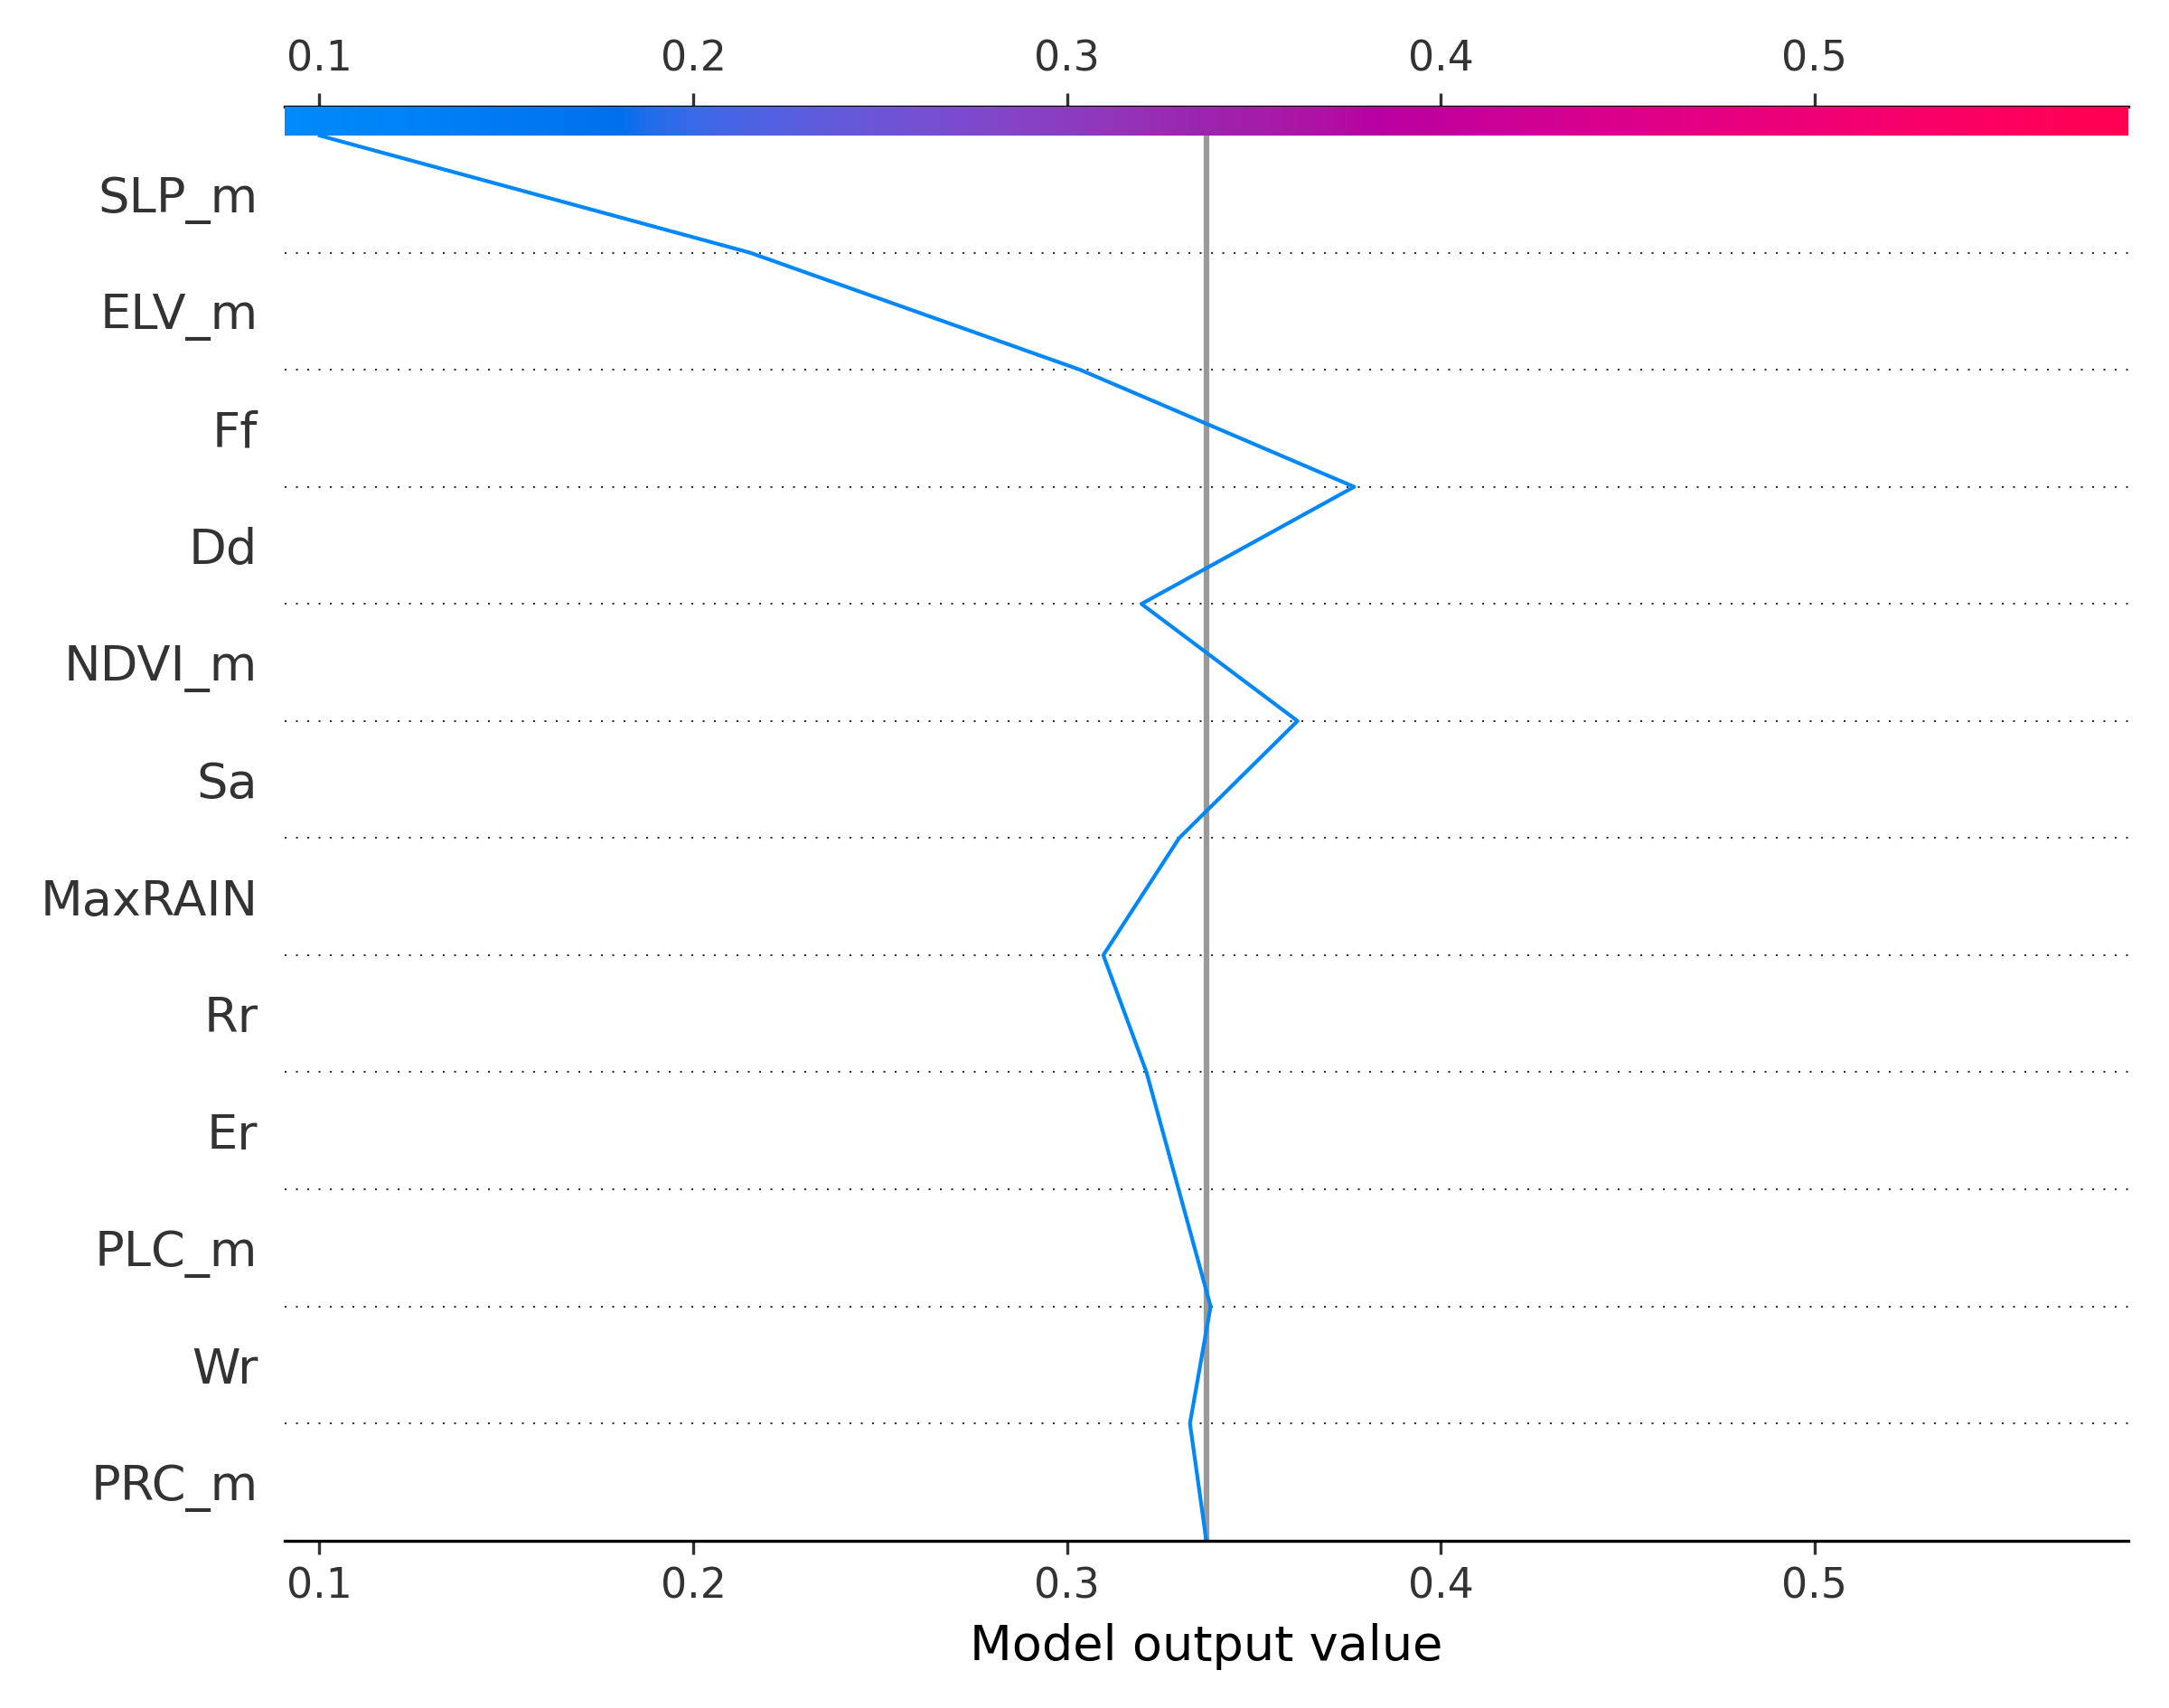 0.1 0.2 0.3 0.4 0.5
SLP_m
ELV_m
Ff
Dd
NDVI_m
Sa
MaxRAIN
Rr
Er
PLC_m
Wr
PRC_m
0.1 0.2 0.3 0.4 0.5
Model output value